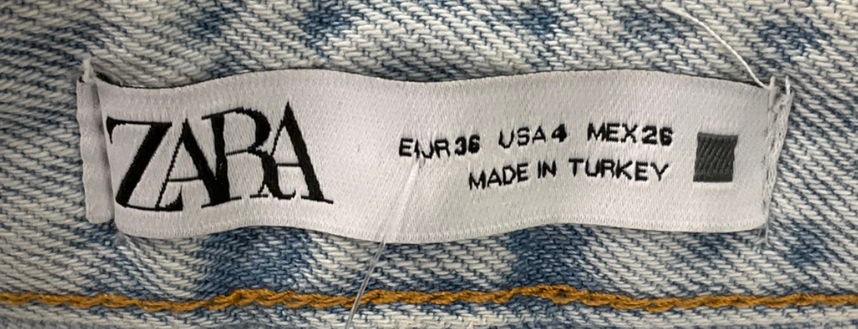 ZARA
EUR 36 USA 4 MEX 26
MADE IN TURKEY